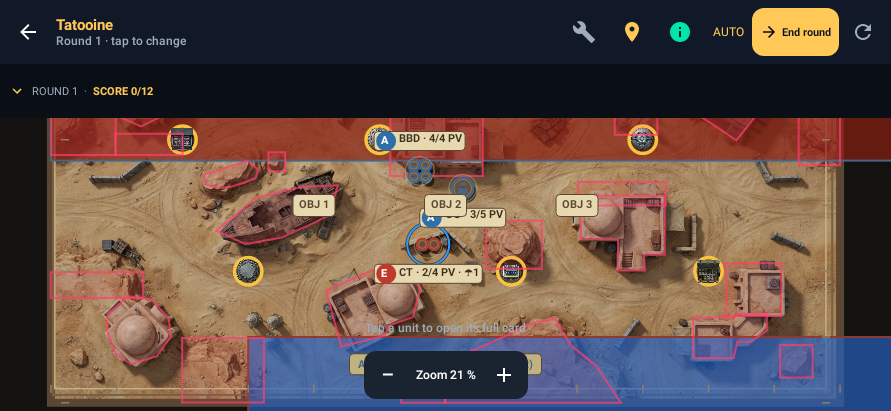 Tatooine
Round 1 · tap to change
AUTO
End round
ROUND 1 · SCORE 0/12
A BBD · 4/4 PV
OBJ 1
OBJ 2
OBJ 3
3/5 PV
E CT · 2/4 PV · ☂1
Tap a unit to open its full card
Zoom 21 %